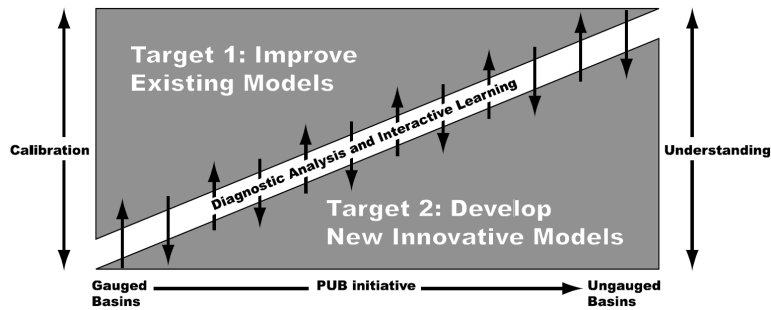 Target 1: Improve
Existing Models
Diagnostic Analysis and Interactive Learning
Calibration
Understanding
Target 2: Develop
New Innovative Models
Gauged
Basins
PUB initiative
Ungauged
Basins